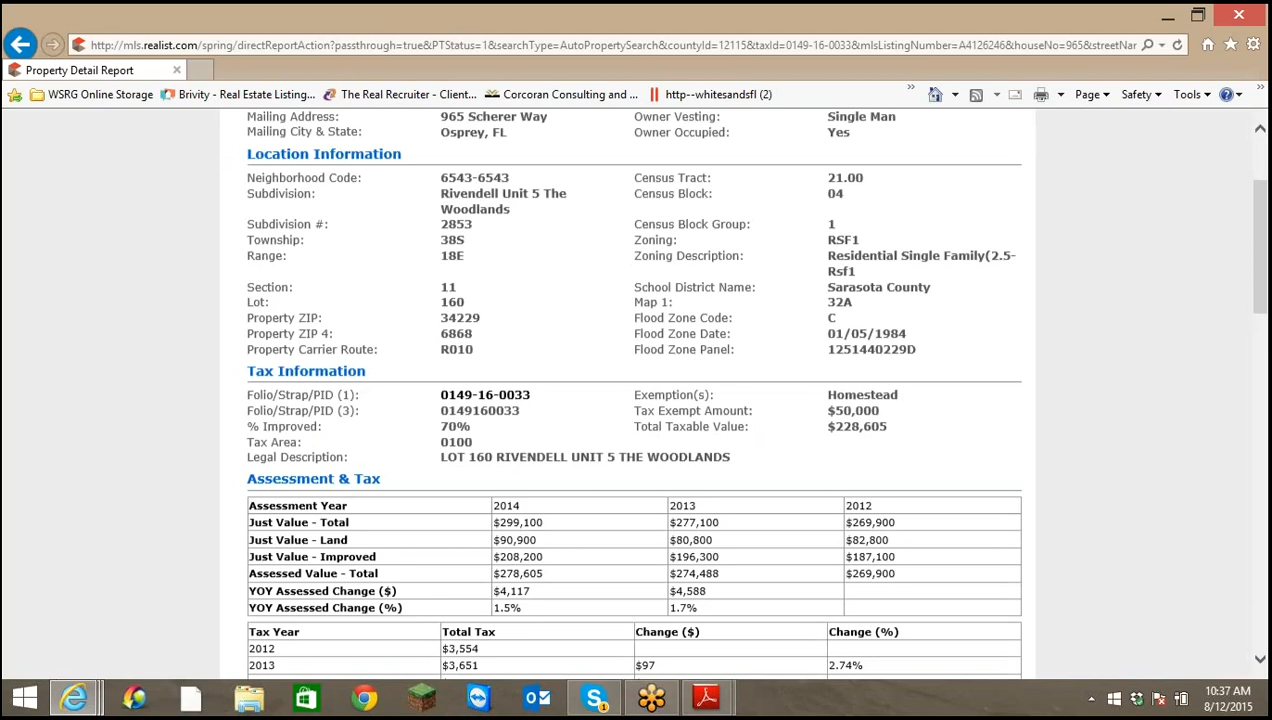 http://mls.realist.com/spring/directReportAction?passthrough=true&PTStatus=1&searchType=AutoPropertySearch&countyId=12115&taxId=0149-16-0033&mlsListingNumber=A4126246&houseNo=965&streetNar
Property Detail Report
WSRG Online Storage Brivity - Real Estate Listing... The Real Recruiter - Client... Corcoran Consulting and ... http--whitesandsfl (2) Page Safety Tools
Mailing Address: 965 Scherer Way Owner Vesting: Single Man
Mailing City & State: Osprey, FL Owner Occupied: Yes
Location Information
Neighborhood Code: 6543-6543 Census Tract: 21.00
Subdivision: Rivendell Unit 5 The Census Block: 04
Woodlands
Subdivision #: 2853 Census Block Group: 1
Township: 38S Zoning: RSF1
Range: 18E Zoning Description: Residential Single Family(2.5-
Rsf1
Section: 11 School District Name: Sarasota County
Lot: 160 Map 1: 32A
Property ZIP: 34229 Flood Zone Code: C
Property ZIP 4: 6868 Flood Zone Date: 01/05/1984
Property Carrier Route: R010 Flood Zone Panel: 1251440229D
Tax Information
Folio/Strap/PID (1): 0149-16-0033 Exemption(s): Homestead
Folio/Strap/PID (3): 0149160033 Tax Exempt Amount: $50,000
% Improved: 70% Total Taxable Value: $228,605
Tax Area: 0100
Legal Description: LOT 160 RIVENDELL UNIT 5 THE WOODLANDS
Assessment & Tax
Assessment Year 2014 2013 2012
Just Value - Total $299,100 $277,100 $269,900
Just Value - Land $90,900 $80,800 $82,800
Just Value - Improved $208,200 $196,300 $187,100
Assessed Value - Total $278,605 $274,488 $269,900
YOY Assessed Change ($) $4,117 $4,588
YOY Assessed Change (%) 1.5% 1.7%
Tax Year Total Tax Change ($) Change (%)
2012 $3,554
2013 $3,651 $97 2.74%
10:37 AM
8/12/2015